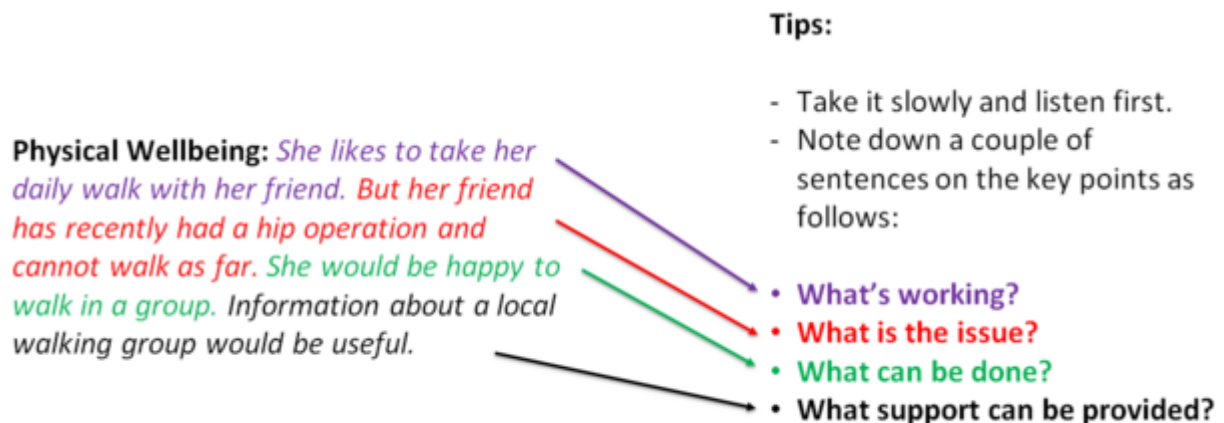 Physical Wellbeing: She likes to take her
daily walk with her friend. But her friend
has recently had a hip operation and
cannot walk as far. She would be happy to
walk in a group. Information about a local
walking group would be useful.
Tips:
- Take it slowly and listen first.
- Note down a couple of
sentences on the key points as
follows:
• What's working?
• What is the issue?
• What can be done?
• What support can be provided?